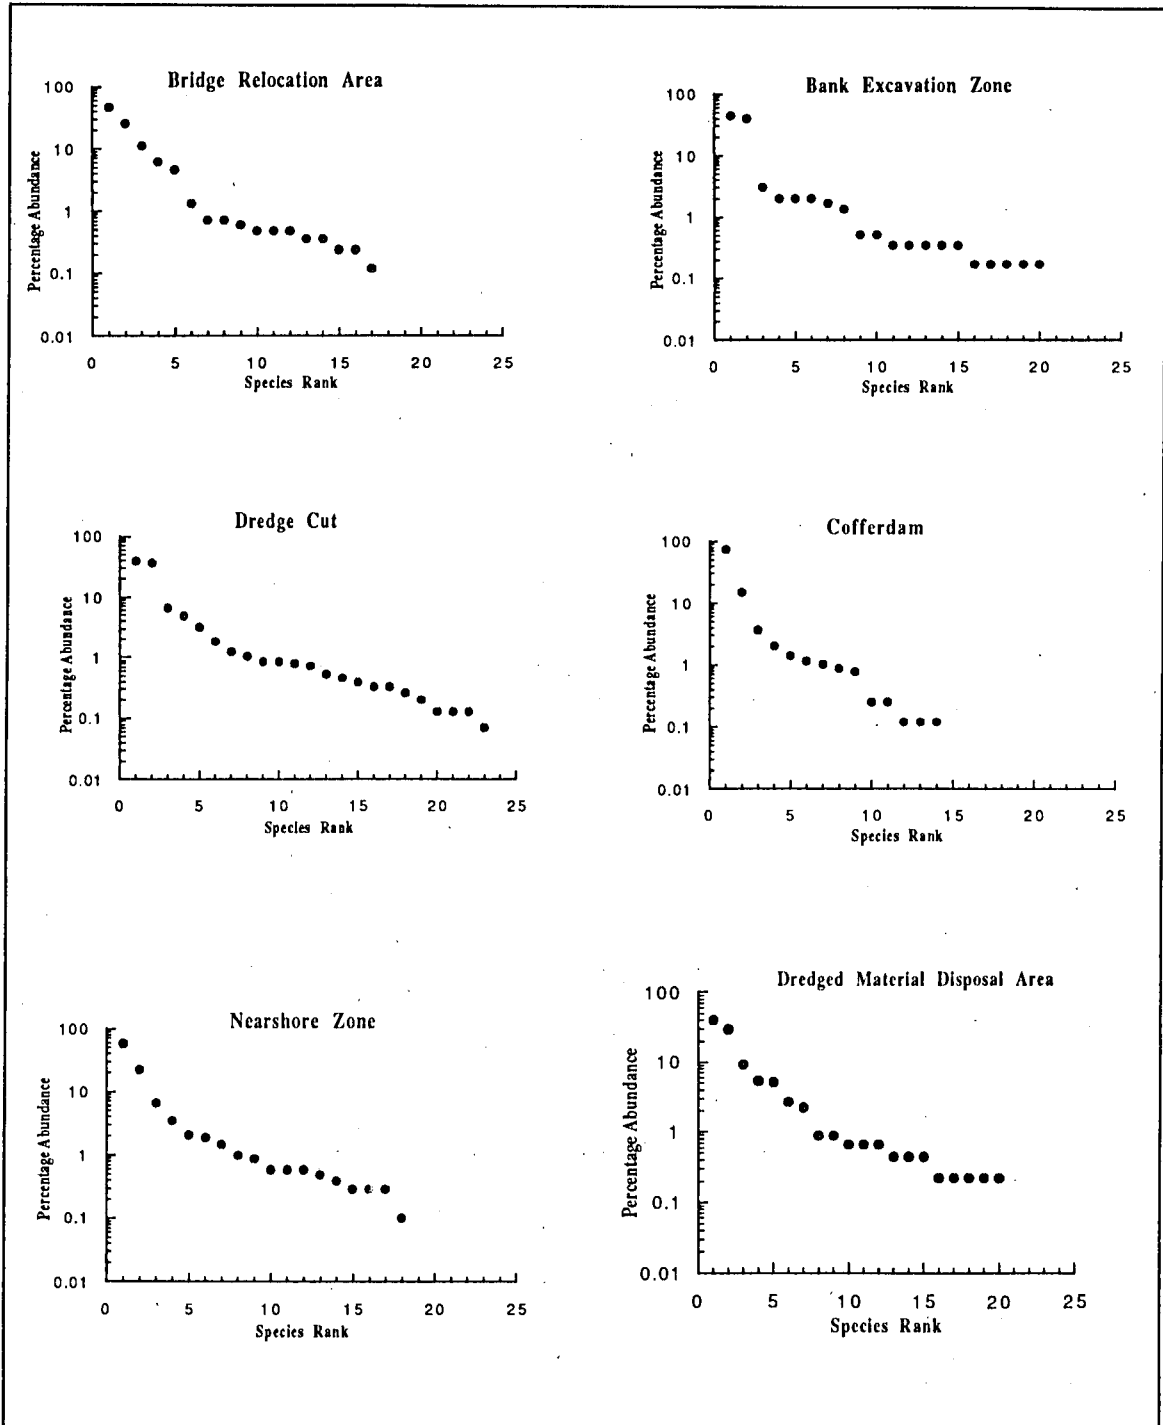 Bridge Relocation Area
100
10
1
0.1
0.01
Percentage Abundance
0 5 10 15 20 25
Species Rank
Bank Excavation Zone
100
10
1
0.1
0.01
Percentage Abundance
0 5 10 15 20 25
Species Rank
Dredge Cut
100
10
1
0.1
0.01
Percentage Abundance
0 5 10 15 20 25
Species Rank
Cofferdam
100
10
1
0.1
0.01
Percentage Abundance
0 5 10 15 20 25
Species Rank
Nearshore Zone
100
10
1
0.1
0.01
Percentage Abundance
0 5 10 15 20 25
Species Rank
Dredged Material Disposal Area
100
10
1
0.1
0.01
Percentage Abundance
0 5 10 15 20 25
Species Rank